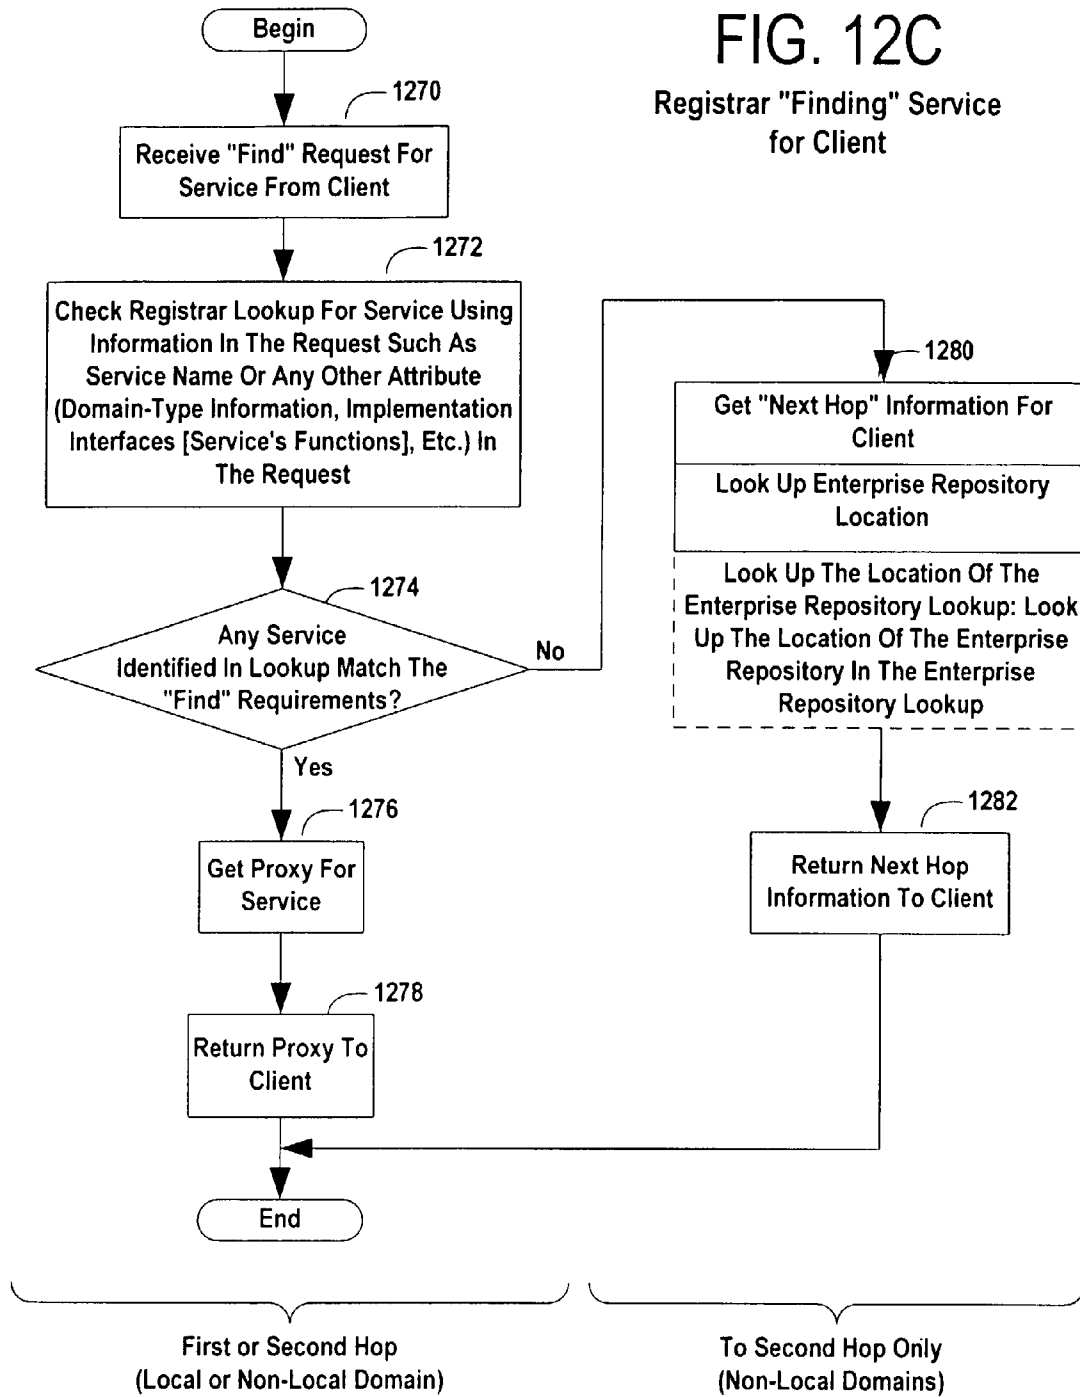 Begin
FIG. 12C
Registrar "Finding" Service
for Client
1270
Receive "Find" Request For
Service From Client
1272
Check Registrar Lookup For Service Using
Information In The Request Such As
Service Name Or Any Other Attribute
(Domain-Type Information, Implementation
Interfaces [Service's Functions], Etc.) In
The Request
1274
Any Service
Identified In Lookup Match The
"Find" Requirements?
No
Yes
1276
Get Proxy For
Service
1278
Return Proxy To
Client
End
1280
Get "Next Hop" Information For
Client
Look Up Enterprise Repository
Location
Look Up The Location Of The
Enterprise Repository Lookup: Look
Up The Location Of The Enterprise
Repository In The Enterprise
Repository Lookup
1282
Return Next Hop
Information To Client
First or Second Hop
(Local or Non-Local Domain)
To Second Hop Only
(Non-Local Domains)